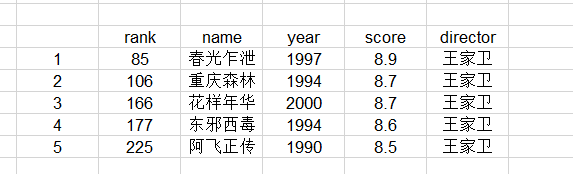 rank name year score director
1 85 春光乍泄 1997 8.9 王家卫
2 106 重庆森林 1994 8.7 王家卫
3 166 花样年华 2000 8.7 王家卫
4 177 东邪西毒 1994 8.6 王家卫
5 225 阿飞正传 1990 8.5 王家卫